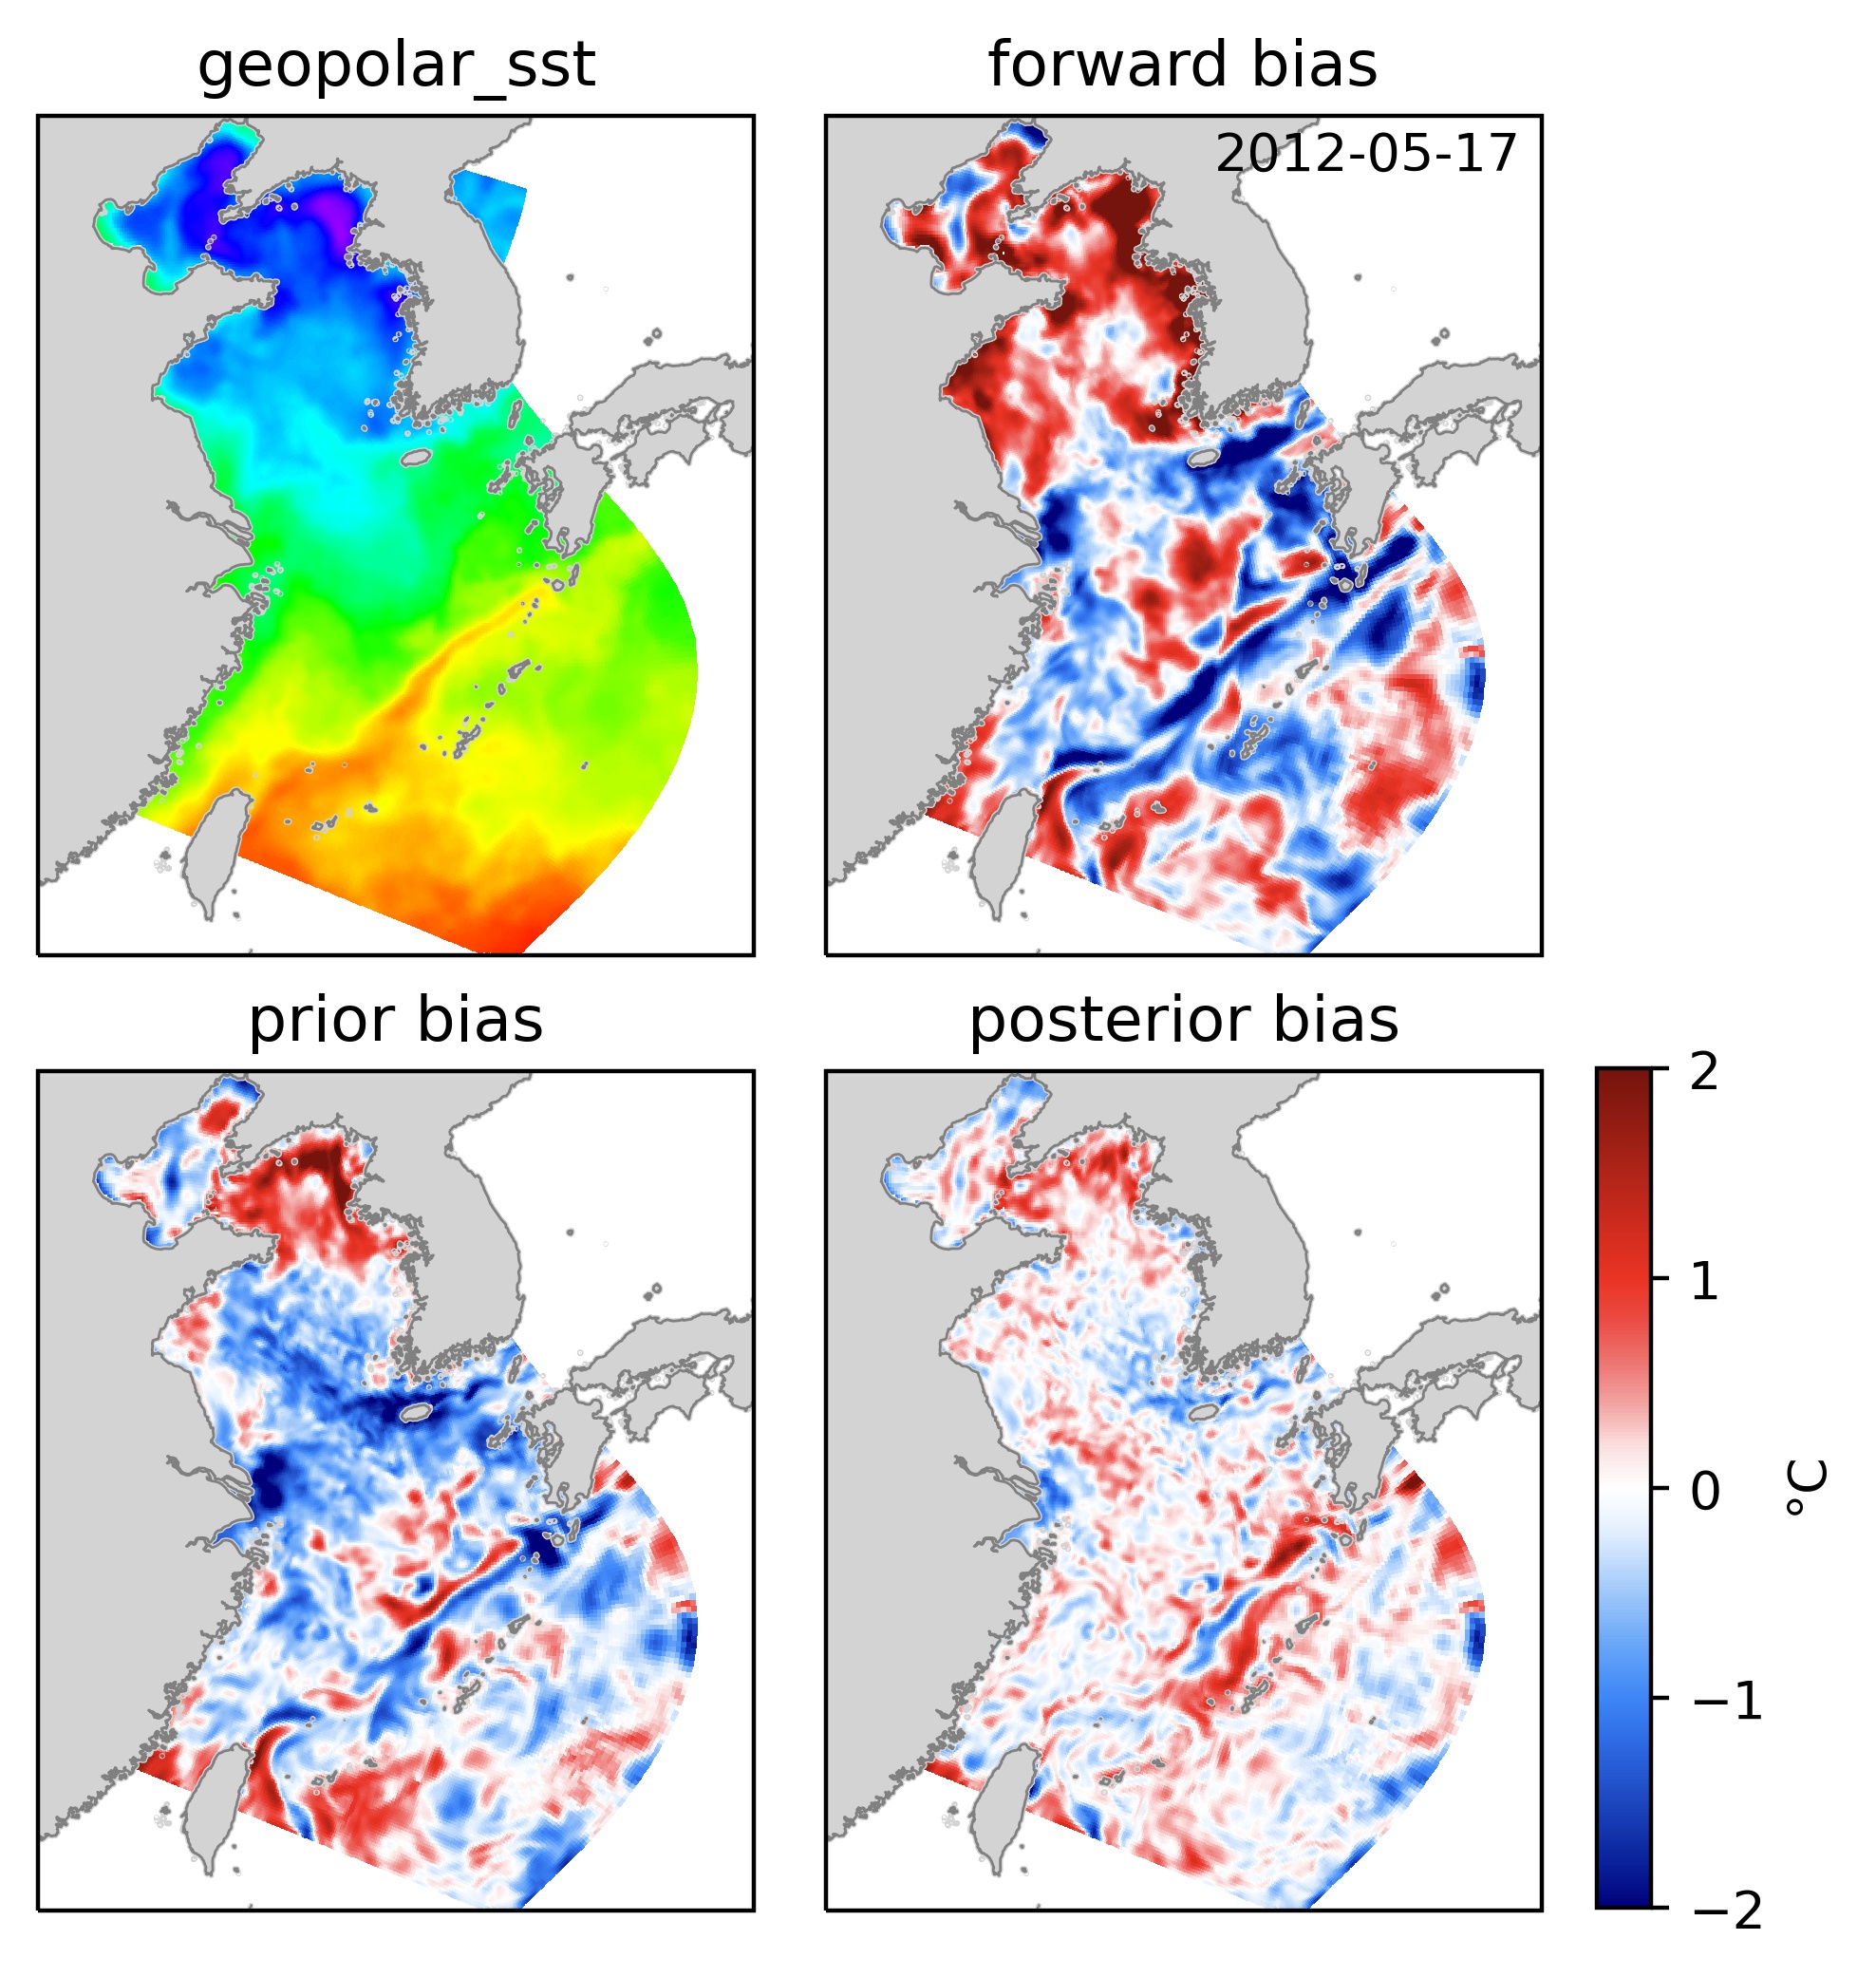 geopolar_sst
forward bias
2012-05-17
prior bias
posterior bias
2
1
0
−1
−2
°C